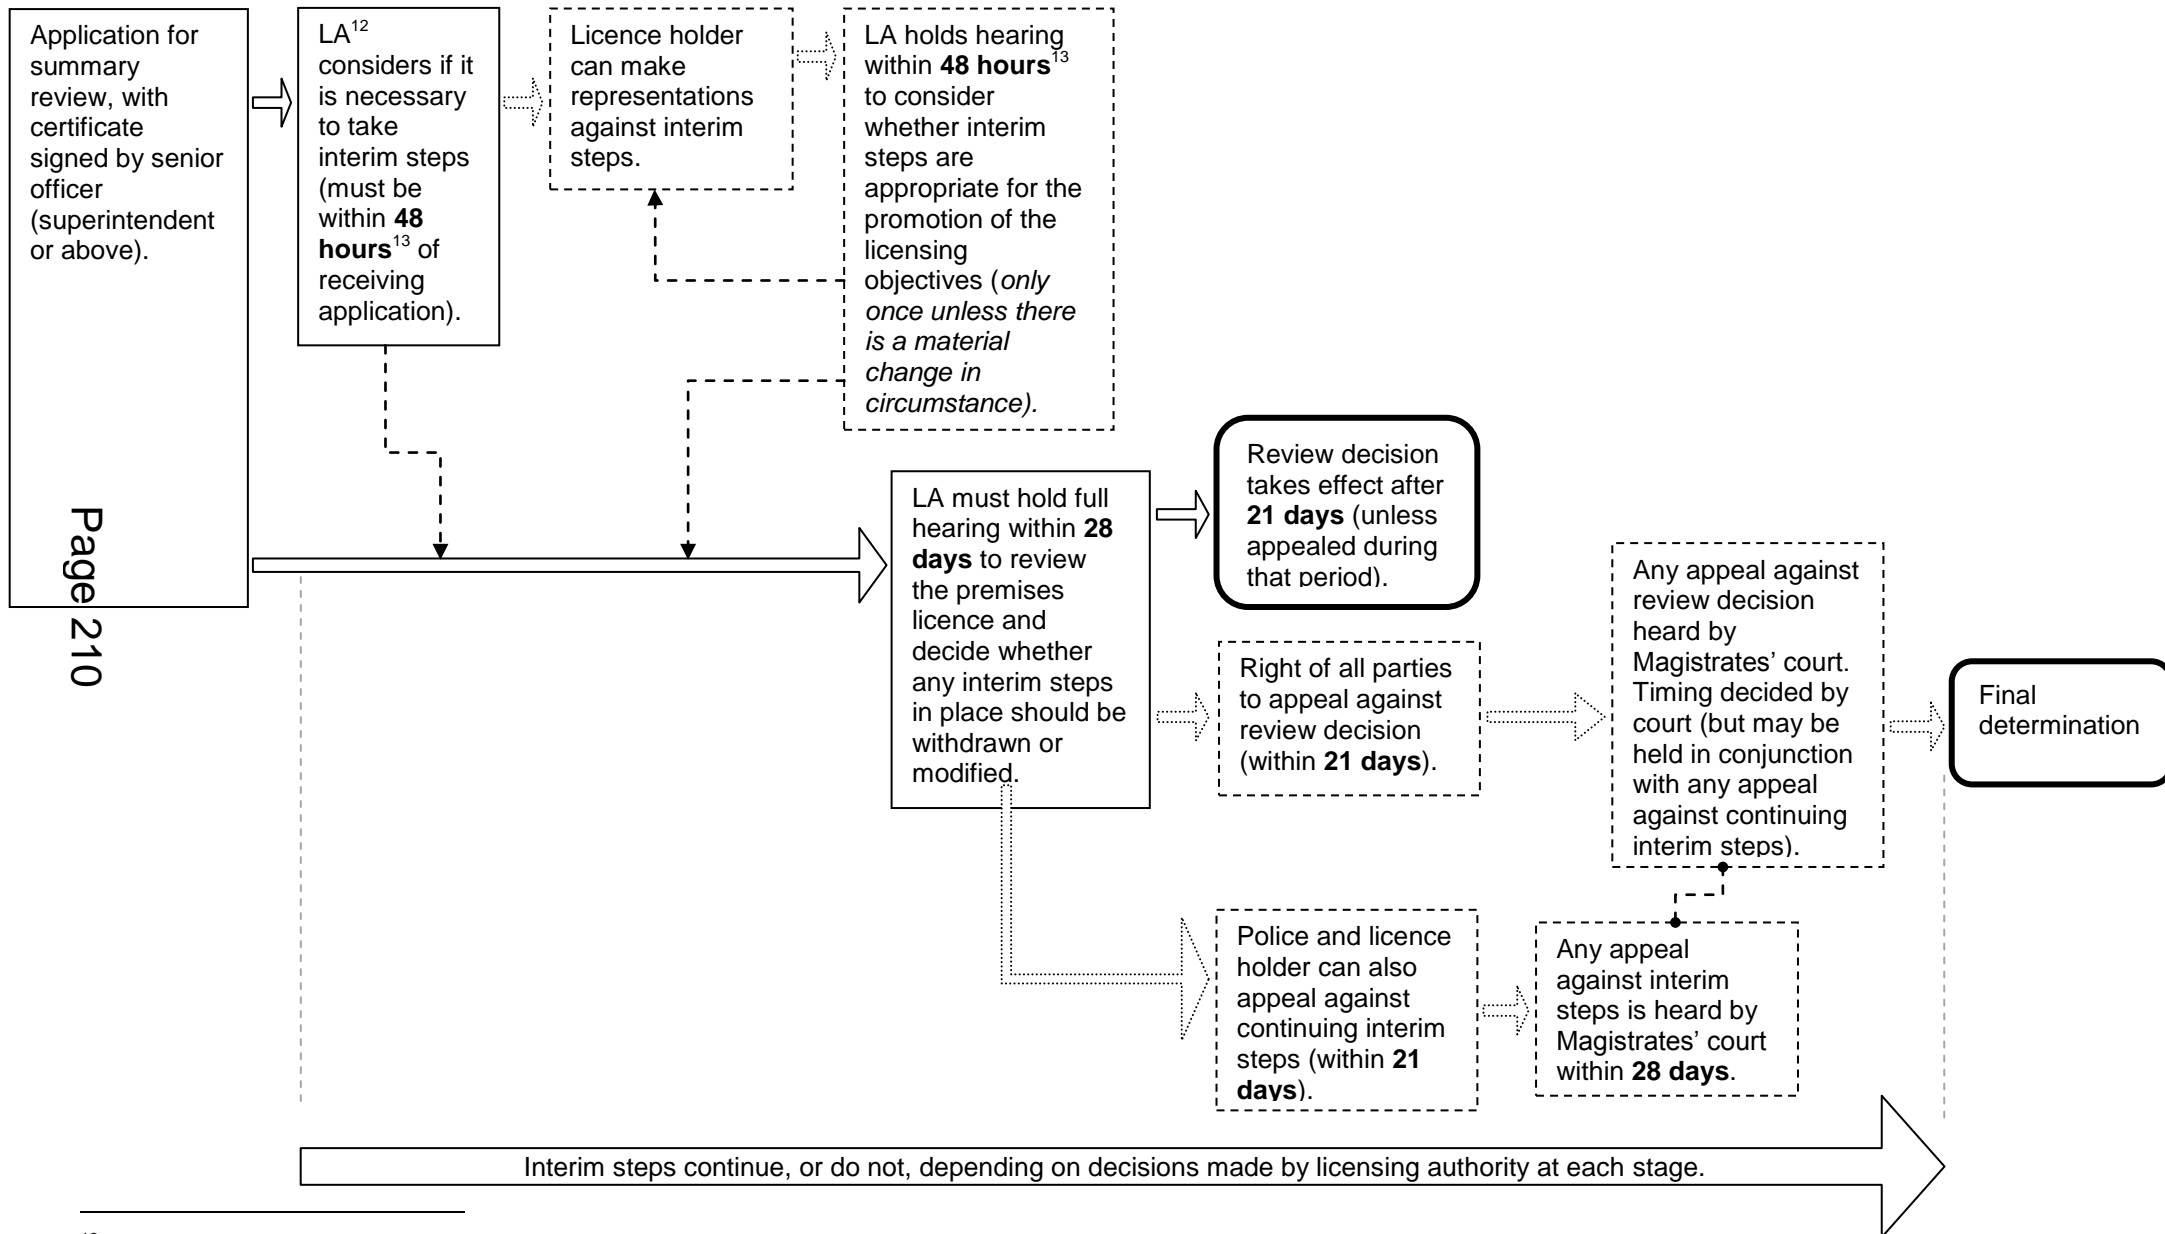 Application for
summary
review, with
certificate
signed by senior
officer
(superintendent
or above).
LA12
considers if it
is necessary
to take
interim steps
(must be
within 48
hours13 of
receiving
application).
Licence holder
can make
representations
against interim
steps.
LA holds hearing
within 48 hours13
to consider
whether interim
steps are
appropriate for the
promotion of the
licensing
objectives (only
once unless there
is a material
change in
circumstance).
LA must hold full
hearing within 28
days to review
the premises
licence and
decide whether
any interim steps
in place should be
withdrawn or
modified.
Review decision
takes effect after
21 days (unless
appealed during
that period).
Right of all parties
to appeal against
review decision
(within 21 days).
Any appeal against
review decision
heard by
Magistrates’ court.
Timing decided by
court (but may be
held in conjunction
with any appeal
against continuing
interim steps).
Final
determination
Police and licence
holder can also
appeal against
continuing interim
steps (within 21
days).
Any appeal
against interim
steps is heard by
Magistrates’ court
within 28 days.
Interim steps continue, or do not, depending on decisions made by licensing authority at each stage.
Page 210